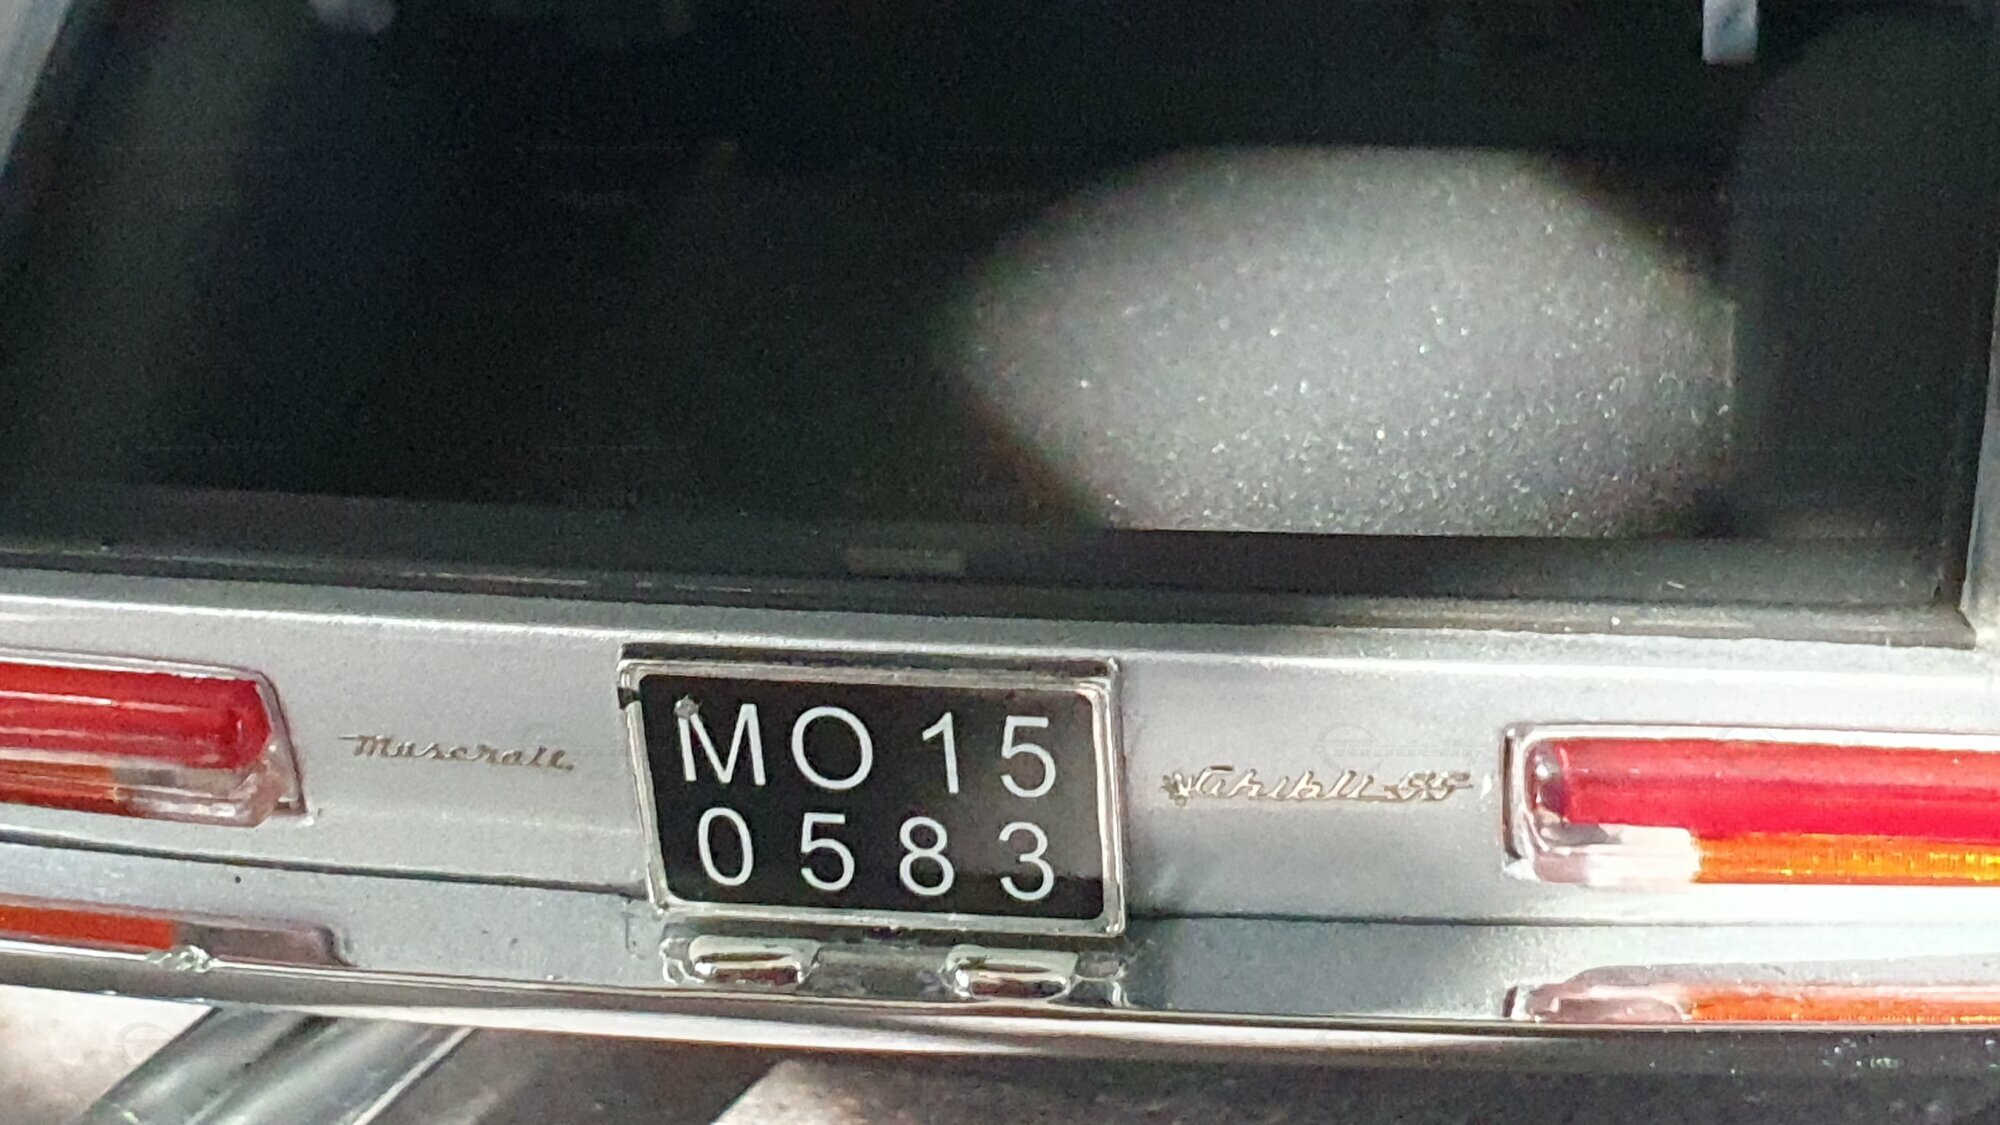 Maserati
MO 15
0583
Ghibli SS